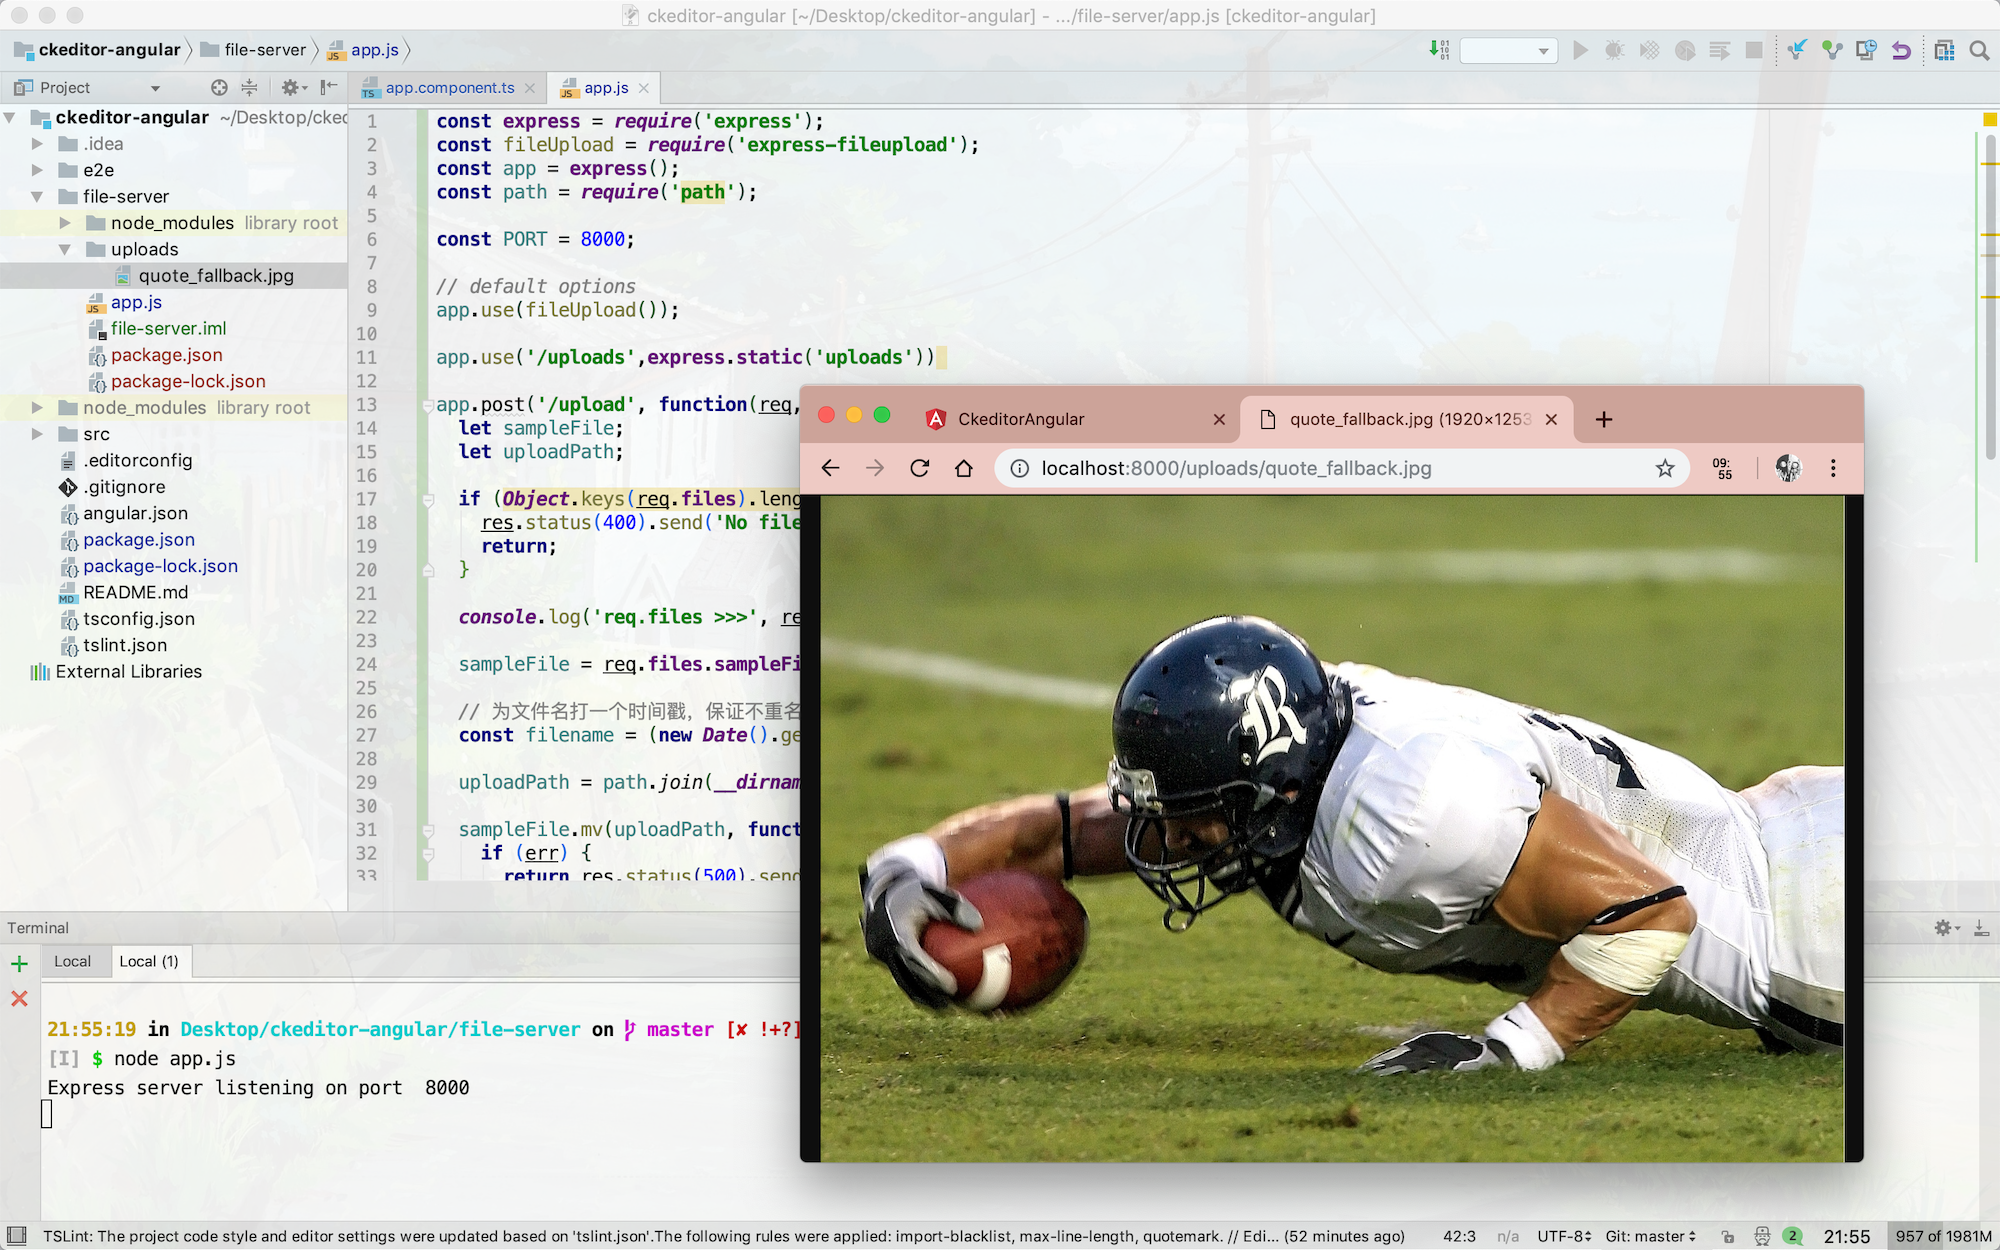 ckeditor-angular [~/Desktop/ckeditor-angular] - .../file-server/app.js [ckeditor-angular]
ckeditor-angular file-server app.js
Project
app.component.ts app.js
ckeditor-angular ~/Desktop/cked
.idea
e2e
file-server
node_modules library root
uploads
quote_fallback.jpg
app.js
file-server.iml
package.json
package-lock.json
node_modules library root
src
.editorconfig
.gitignore
angular.json
package.json
package-lock.json
README.md
tsconfig.json
tslint.json
External Libraries
1 const express = require('express');
2 const fileUpload = require('express-fileupload');
3 const app = express();
4 const path = require('path');
5
6 const PORT = 8000;
7
8 // default options
9 app.use(fileUpload());
10
11 app.use('/uploads',express.static('uploads'))
12
13 app.post('/upload', function(req,
14 let sampleFile;
15 let uploadPath;
16
17 if (Object.keys(req.files).leng
18 res.status(400).send('No file
19 return;
20 }
21
22 console.log('req.files >>>', re
23
24 sampleFile = req.files.sampleFi
25
26 // 为文件名打一个时间戳，保证不重名
27 const filename = (new Date().ge
28
29 uploadPath = path.join(__dirnam
30
31 sampleFile.mv(uploadPath, funct
32 if (err) {
33 return res.status(500).send
CkeditorAngular
quote_fallback.jpg (1920×1253
localhost:8000/uploads/quote_fallback.jpg
09:
55
R
Terminal
Local Local (1)
21:55:19 in Desktop/ckeditor-angular/file-server on master [✘ !+?]
[I] $ node app.js
Express server listening on port 8000
TSLint: The project code style and editor settings were updated based on 'tslint.json'.The following rules were applied: import-blacklist, max-line-length, quotemark. // Edi... (52 minutes ago) 42:3 n/a UTF-8 Git: master 2 21:55 957 of 1981M